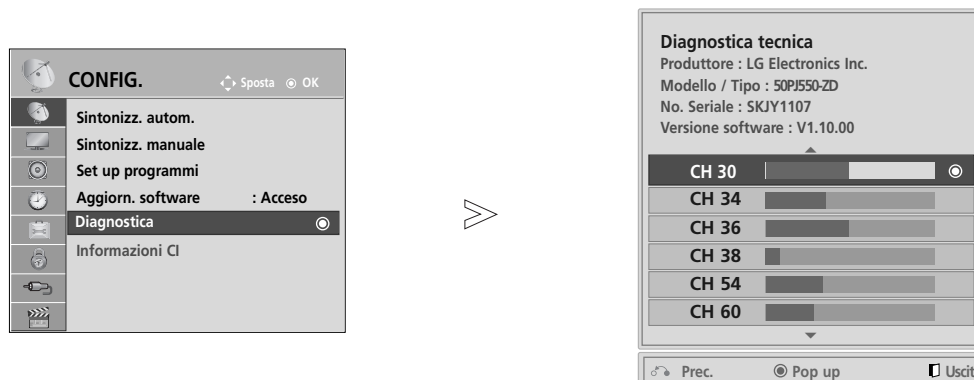 CONFIG.
Sposta OK
Sintonizz. autom.
Sintonizz. manuale
Set up programmi
Aggiorn. software : Acceso
Diagnostica
Informazioni CI
Diagnostica tecnica
Produttore : LG Electronics Inc.
Modello / Tipo : 50PJ550-ZD
No. Seriale : SKJY1107
Versione software : V1.10.00
CH 30
CH 34
CH 36
CH 38
CH 54
CH 60
Prec. Pop up Uscit